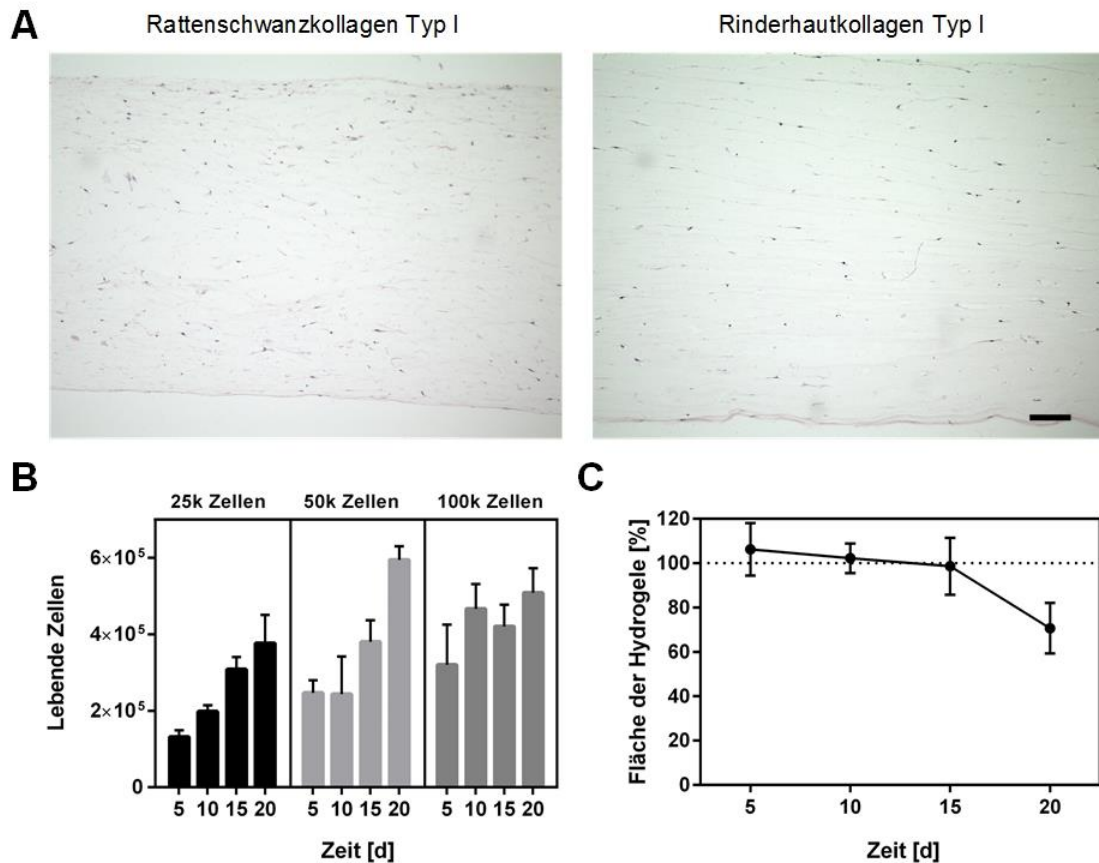 A
Rattenschwanzkollagen Typ I
Rinderhautkollagen Typ I
B
25k Zellen
50k Zellen
100k Zellen
Lebende Zellen
6×10⁵
4×10⁵
2×10⁵
0
5 10 15 20 5 10 15 20 5 10 15 20
Zeit [d]
C
Fläche der Hydrogele [%]
120
100
80
60
40
20
0
5 10 15 20
Zeit [d]